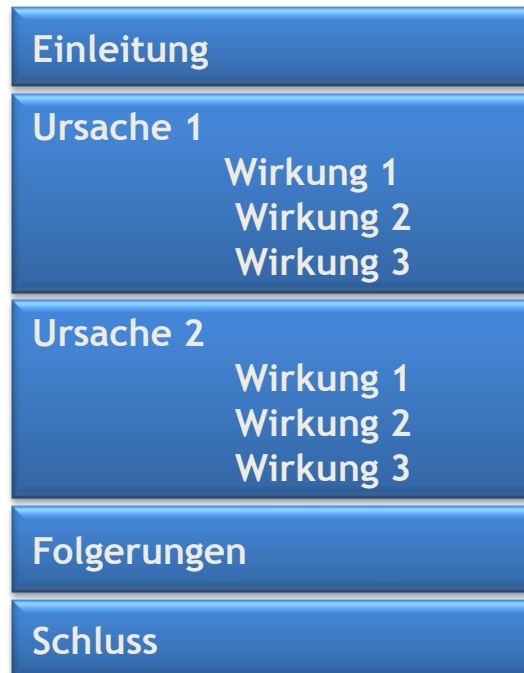 Einleitung
Ursache 1
Wirkung 1
Wirkung 2
Wirkung 3
Ursache 2
Wirkung 1
Wirkung 2
Wirkung 3
Folgerungen
Schluss